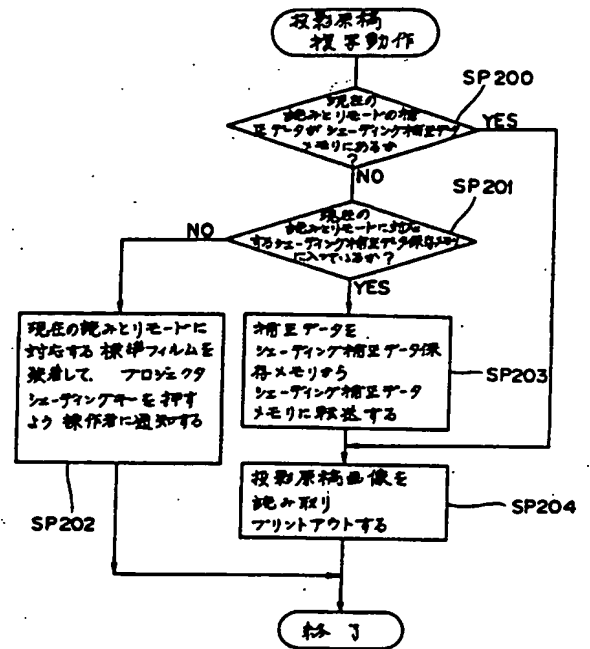 投影原稿
複写動作
SP200
現在の
読みとりモードの補
正データがシェーディング補正データ
メモリにあるか
?
YES
NO
SP201
現在の
読みとりモードに対応
するシェーディング補正データ保存メモリ
に入っているか?
NO
YES
現在の読みとりモードに
対応する標準フィルムを
装着して、プロジェクタ
シェーディングキーを押す
よう操作者に通知する
SP202
補正データを
シェーディング補正データ保
存メモリから
シェーディング補正データ
メモリに転送する
SP203
投影原稿画像を
読み取り
プリントアウトする
SP204
終了